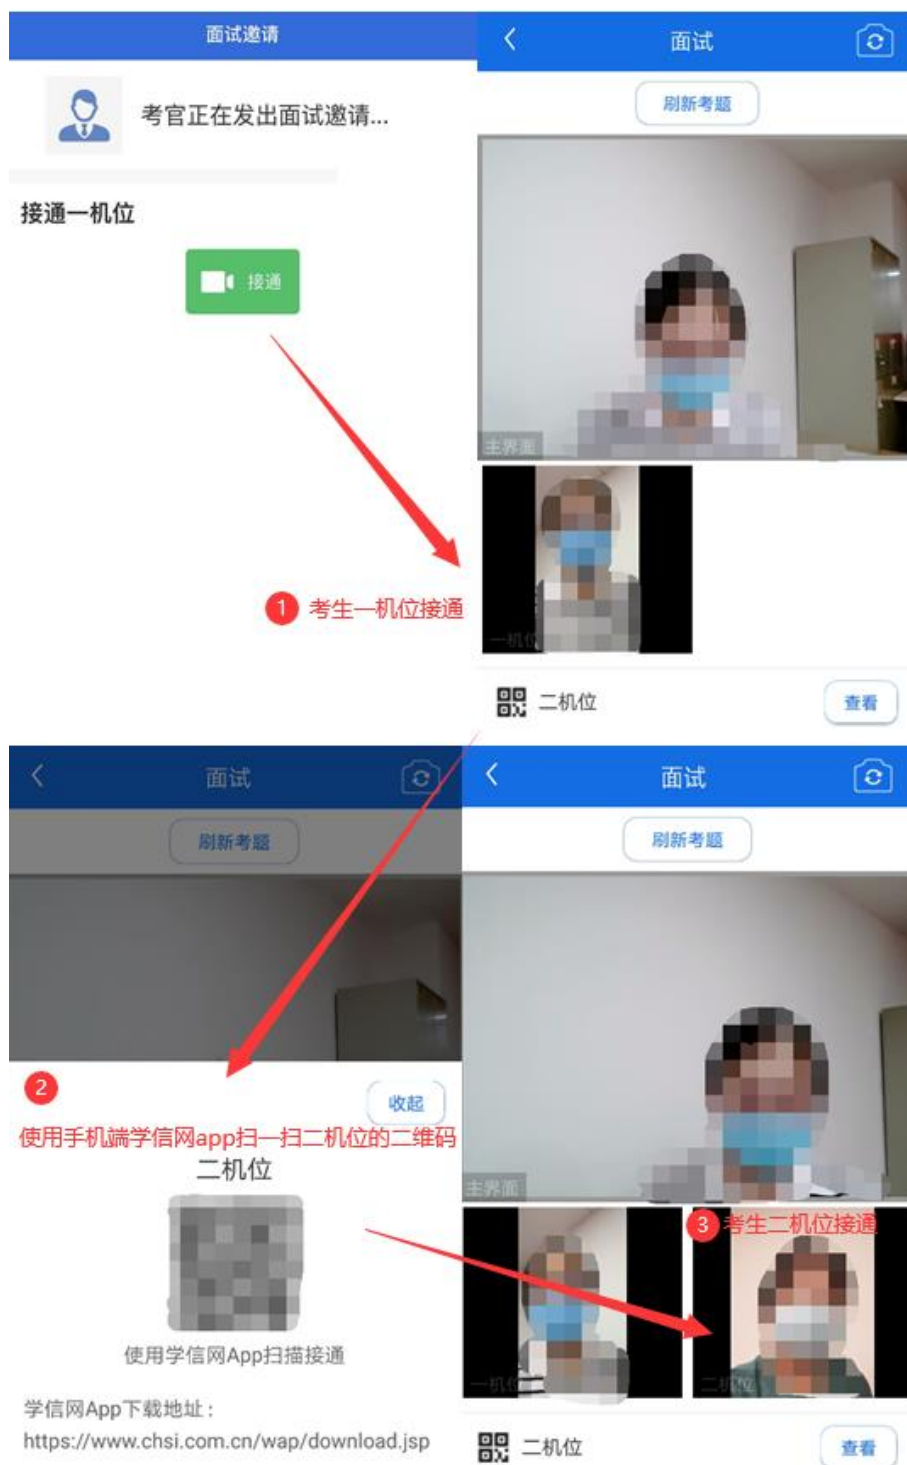 面试邀请
考官正在发出面试邀请...
接通一机位
接通
1 考生一机位接通
面试
刷新考题
主界面
一机位
二机位
查看
面试
刷新考题
2
收起
使用手机端学信网app扫一扫二机位的二维码
二机位
使用学信网App扫描接通
学信网App下载地址：
https://www.chsi.com.cn/wap/download.jsp
面试
刷新考题
主界面
3 考生二机位接通
一机位
二机位
二机位
查看